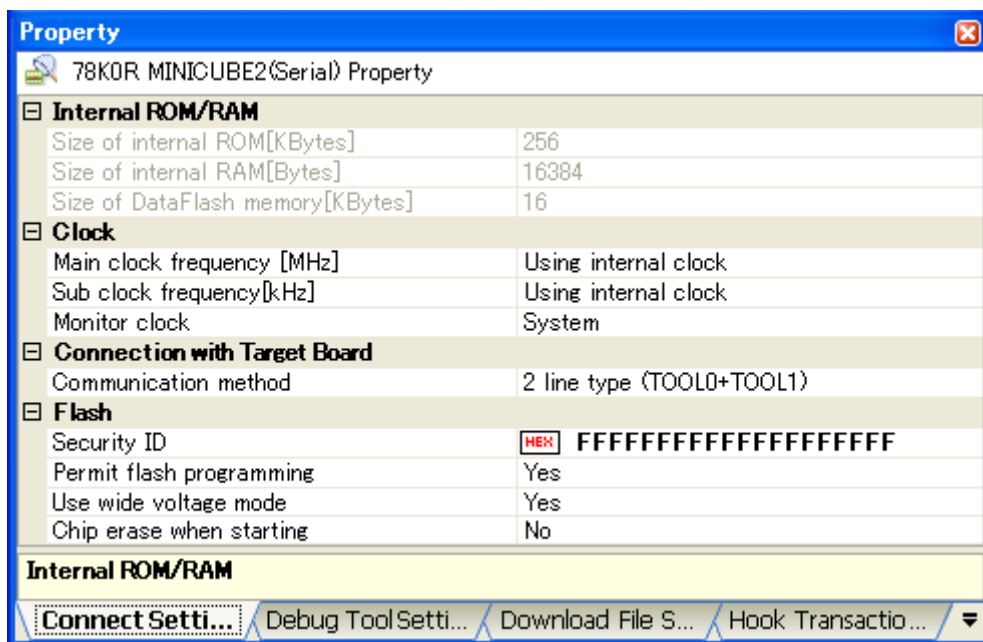 Property
78K0R MINICUBE2(Serial) Property
Internal ROM/RAM
Size of internal ROM[KBytes] 256
Size of internal RAM[Bytes] 16384
Size of DataFlash memory[KBytes] 16
Clock
Main clock frequency [MHz] Using internal clock
Sub clock frequency[kHz] Using internal clock
Monitor clock System
Connection with Target Board
Communication method 2 line type (TOOL0+TOOL1)
Flash
Security ID HEX FFFFFFFFFFFFFFFFFFFF
Permit flash programming Yes
Use wide voltage mode Yes
Chip erase when starting No
Internal ROM/RAM
Connect Setti... Debug Tool Setti... Download File S... Hook Transactio...